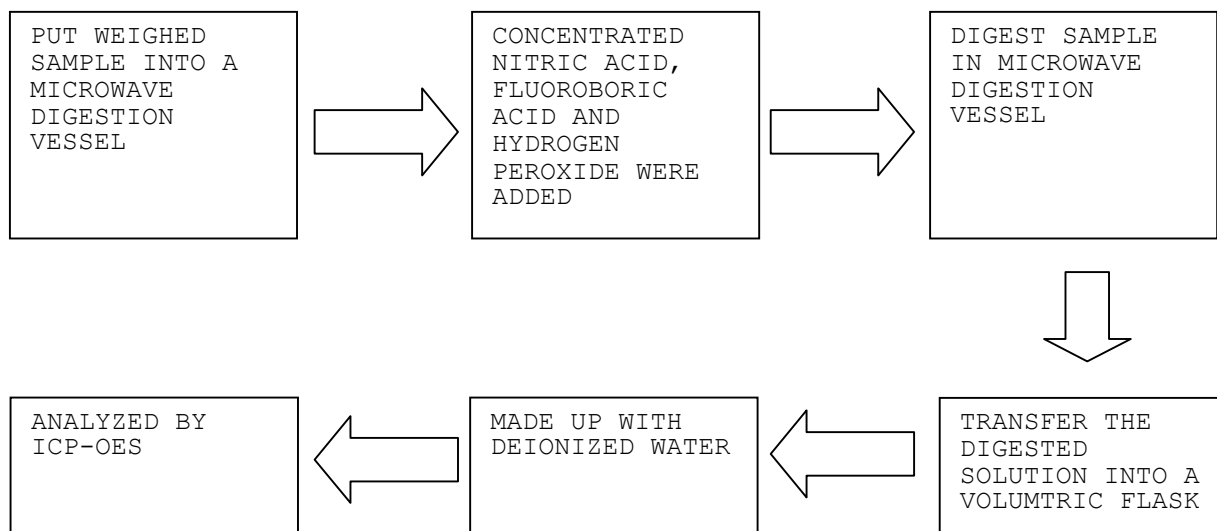 PUT WEIGHED
SAMPLE INTO A
MICROWAVE
DIGESTION
VESSEL
CONCENTRATED
NITRIC ACID,
FLUOROBORIC
ACID AND
HYDROGEN
PEROXIDE WERE
ADDED
DIGEST SAMPLE
IN MICROWAVE
DIGESTION
VESSEL
TRANSFER THE
DIGESTED
SOLUTION INTO A
VOLUMTRIC FLASK
MADE UP WITH
DEIONIZED WATER
ANALYZED BY
ICP-OES